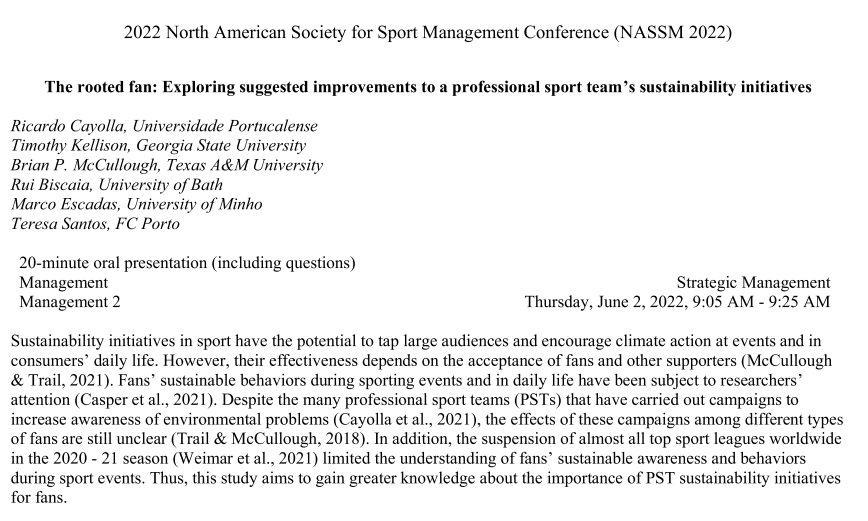 2022 North American Society for Sport Management Conference (NASSM 2022)
The rooted fan: Exploring suggested improvements to a professional sport team's sustainability initiatives
Ricardo Cayolla, Universidade Portucalense
Timothy Kellison, Georgia State University
Brian P. McCullough, Texas A&M University
Rui Biscaia, University of Bath
Marco Escadas, University of Minho
Teresa Santos, FC Porto
20-minute oral presentation (including questions)
Management Strategic Management
Management 2 Thursday, June 2, 2022, 9:05 AM - 9:25 AM
Sustainability initiatives in sport have the potential to tap large audiences and encourage climate action at events and in
consumers' daily life. However, their effectiveness depends on the acceptance of fans and other supporters (McCullough
& Trail, 2021). Fans' sustainable behaviors during sporting events and in daily life have been subject to researchers'
attention (Casper et al., 2021). Despite the many professional sport teams (PSTs) that have carried out campaigns to
increase awareness of environmental problems (Cayolla et al., 2021), the effects of these campaigns among different types
of fans are still unclear (Trail & McCullough, 2018). In addition, the suspension of almost all top sport leagues worldwide
in the 2020 - 21 season (Weimar et al., 2021) limited the understanding of fans' sustainable awareness and behaviors
during sport events. Thus, this study aims to gain greater knowledge about the importance of PST sustainability initiatives
for fans.